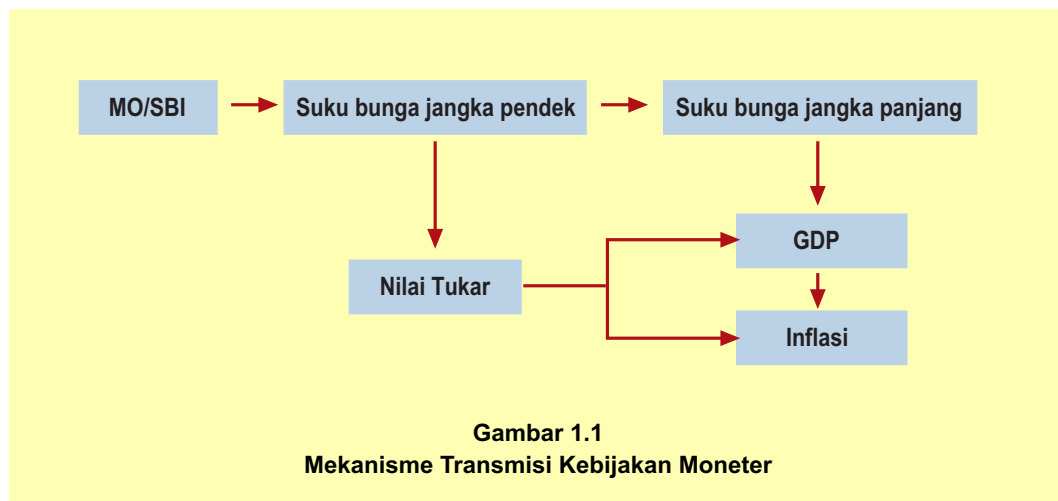 MO/SBI
Suku bunga jangka pendek
Suku bunga jangka panjang
GDP
Nilai Tukar
Inflasi
Gambar 1.1
Mekanisme Transmisi Kebijakan Moneter